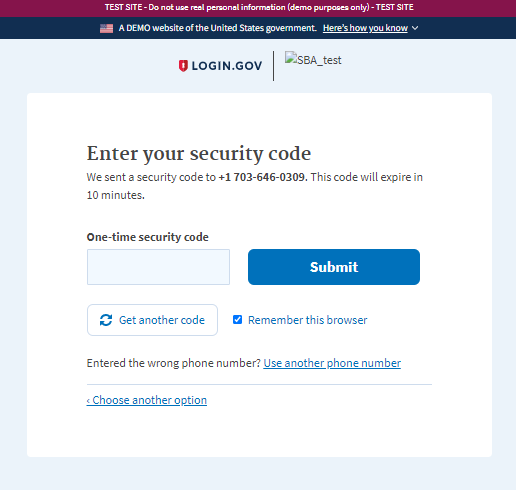 TEST SITE - Do not use real personal information (demo purposes only) - TEST SITE
A DEMO website of the United States government. Here's how you know
LOGIN.GOV
SBA_test
Enter your security code
We sent a security code to +1 703-646-0309. This code will expire in
10 minutes.
One-time security code
Submit
Get another code
Remember this browser
Entered the wrong phone number? Use another phone number
‹ Choose another option